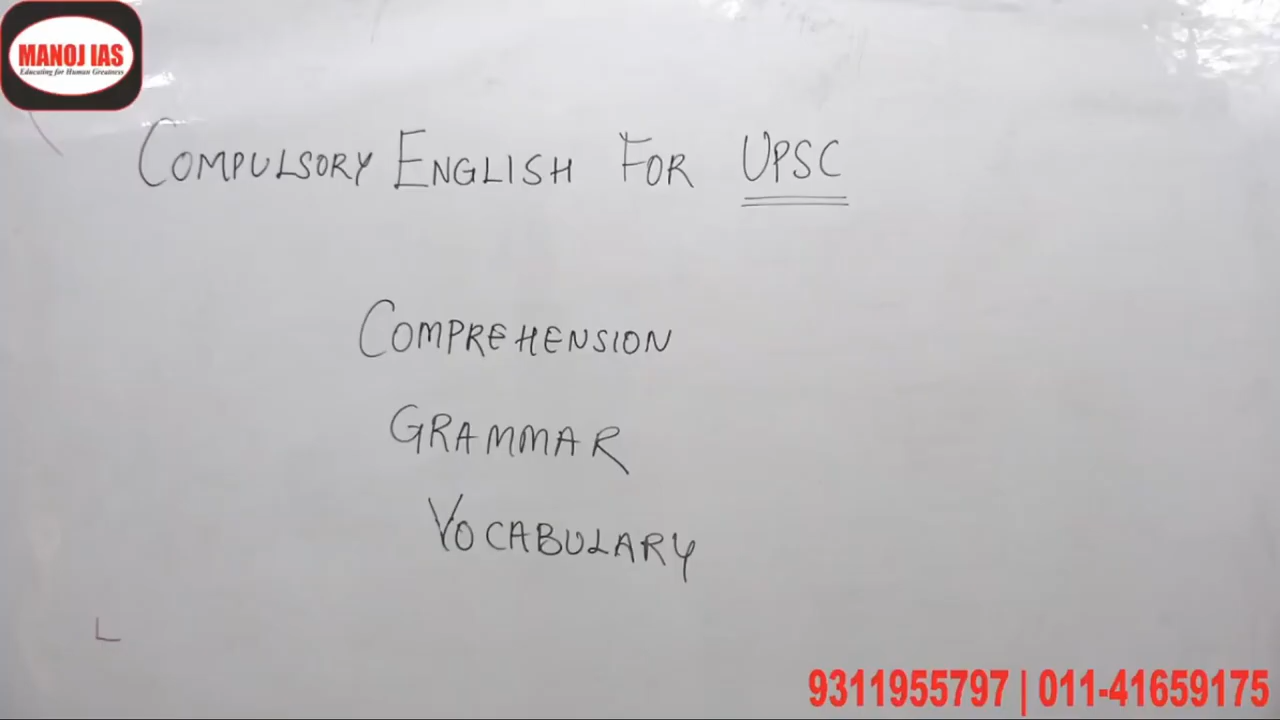 MANOJ IAS
Educating for Human Greatness
COMPULSORY ENGLISH FOR UPSC
COMPREHENSION
GRAMMAR
VOCABULARY
L
9311955797 | 011-41659175